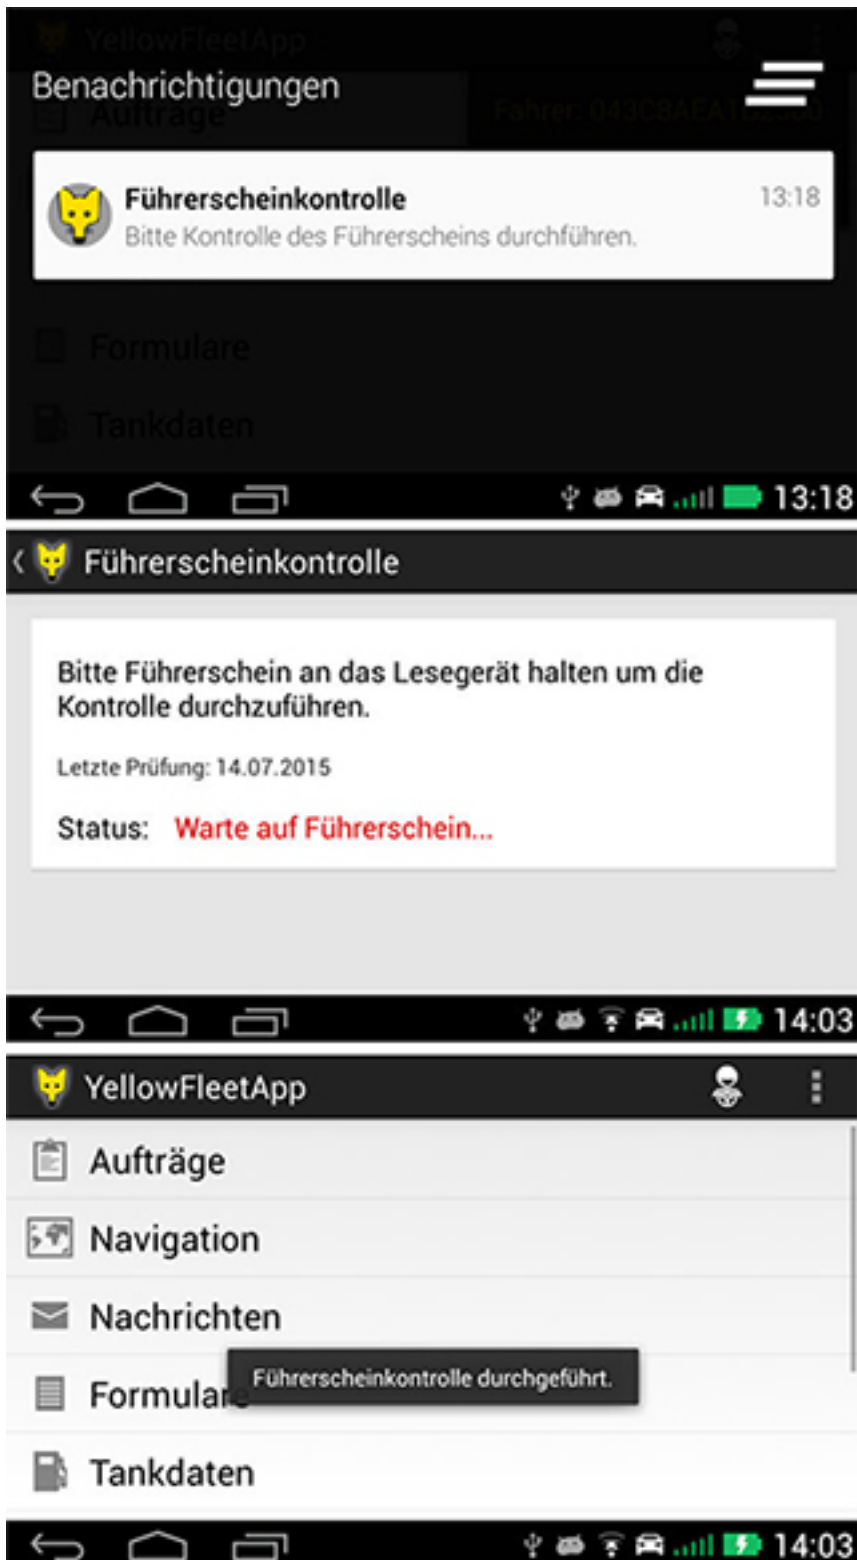 YellowFleetApp
Benachrichtigungen
Aufträge
Führerscheinkontrolle 13:18
Bitte Kontrolle des Führerscheins durchführen.
Formulare
Tankdaten
13:18
Führerscheinkontrolle
Bitte Führerschein an das Lesegerät halten um die
Kontrolle durchzuführen.
Letzte Prüfung: 14.07.2015
Status: Warte auf Führerschein...
14:03
YellowFleetApp
Aufträge
Navigation
Nachrichten
Führerscheinkontrolle durchgeführt.
Formulare
Tankdaten
14:03